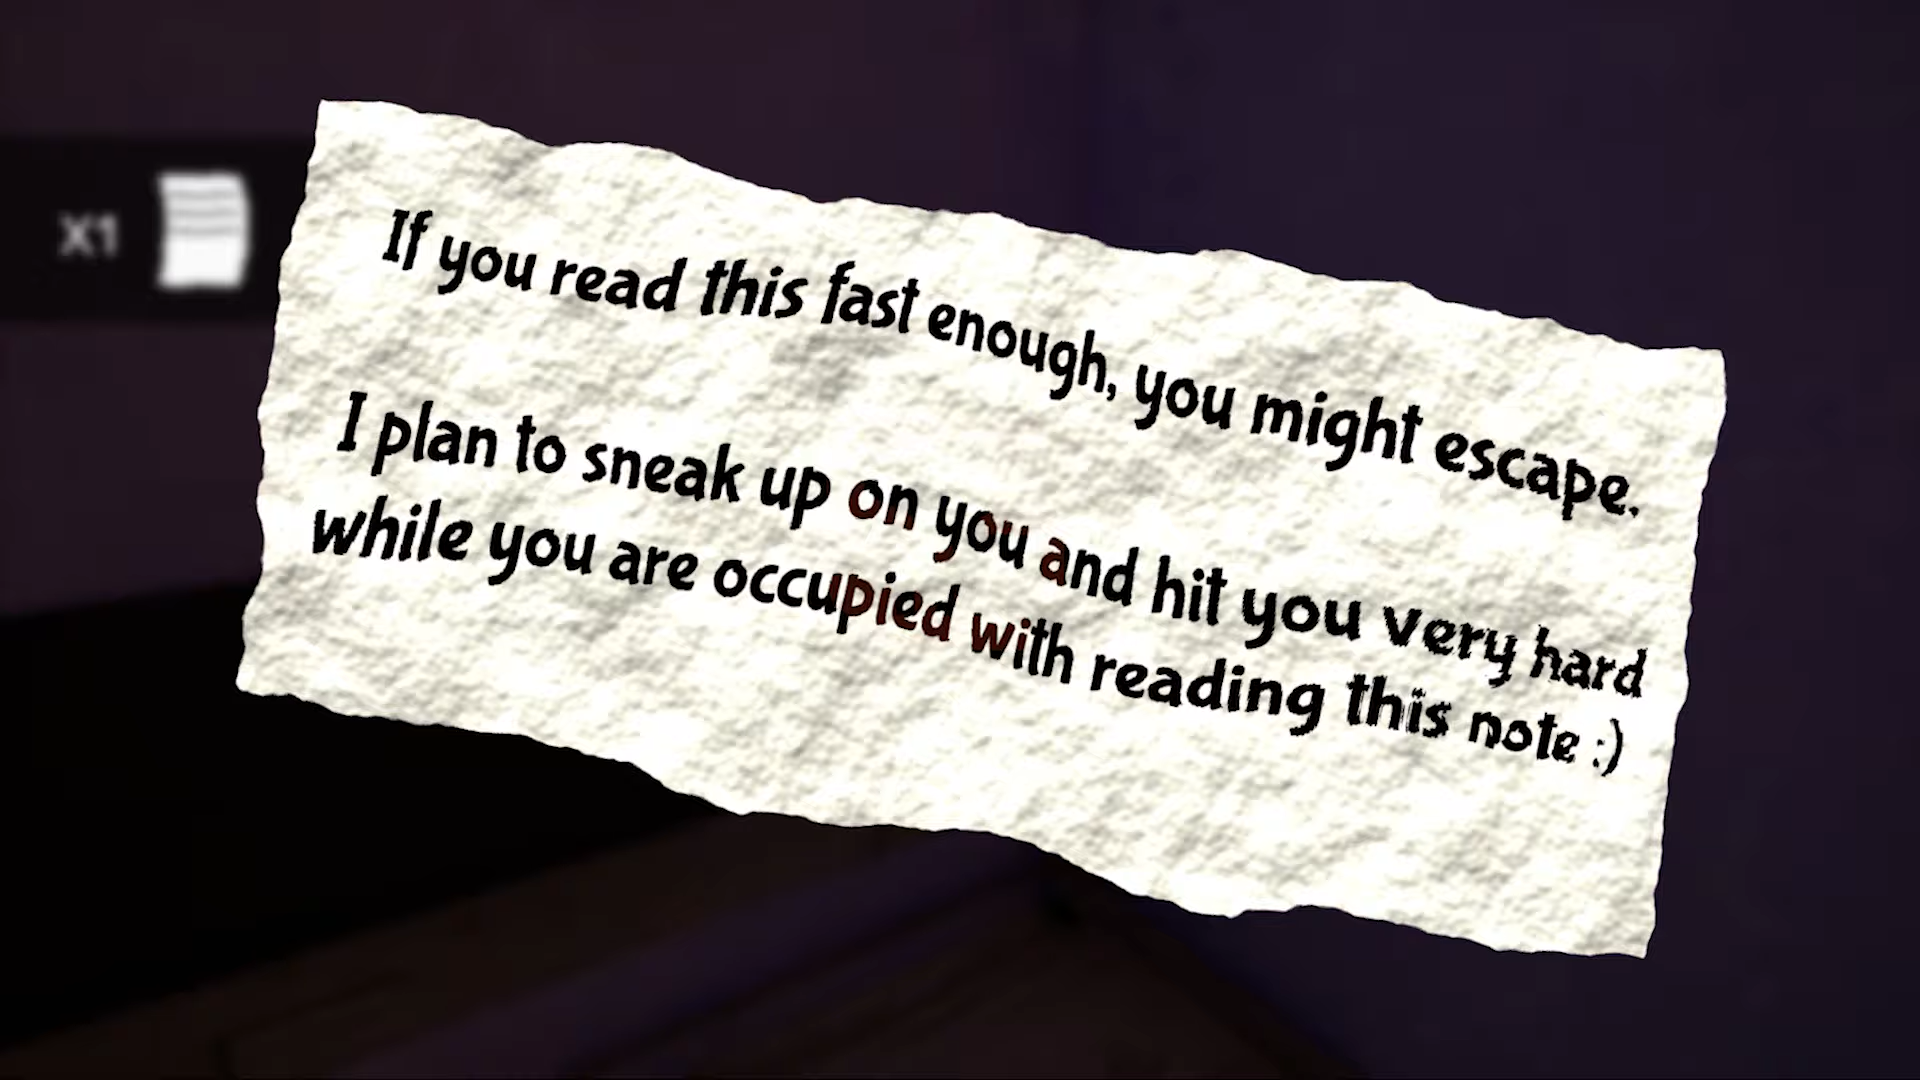 X1
If you read this fast enough, you might escape.
I plan to sneak up on you and hit you very hard
while you are occupied with reading this note :)